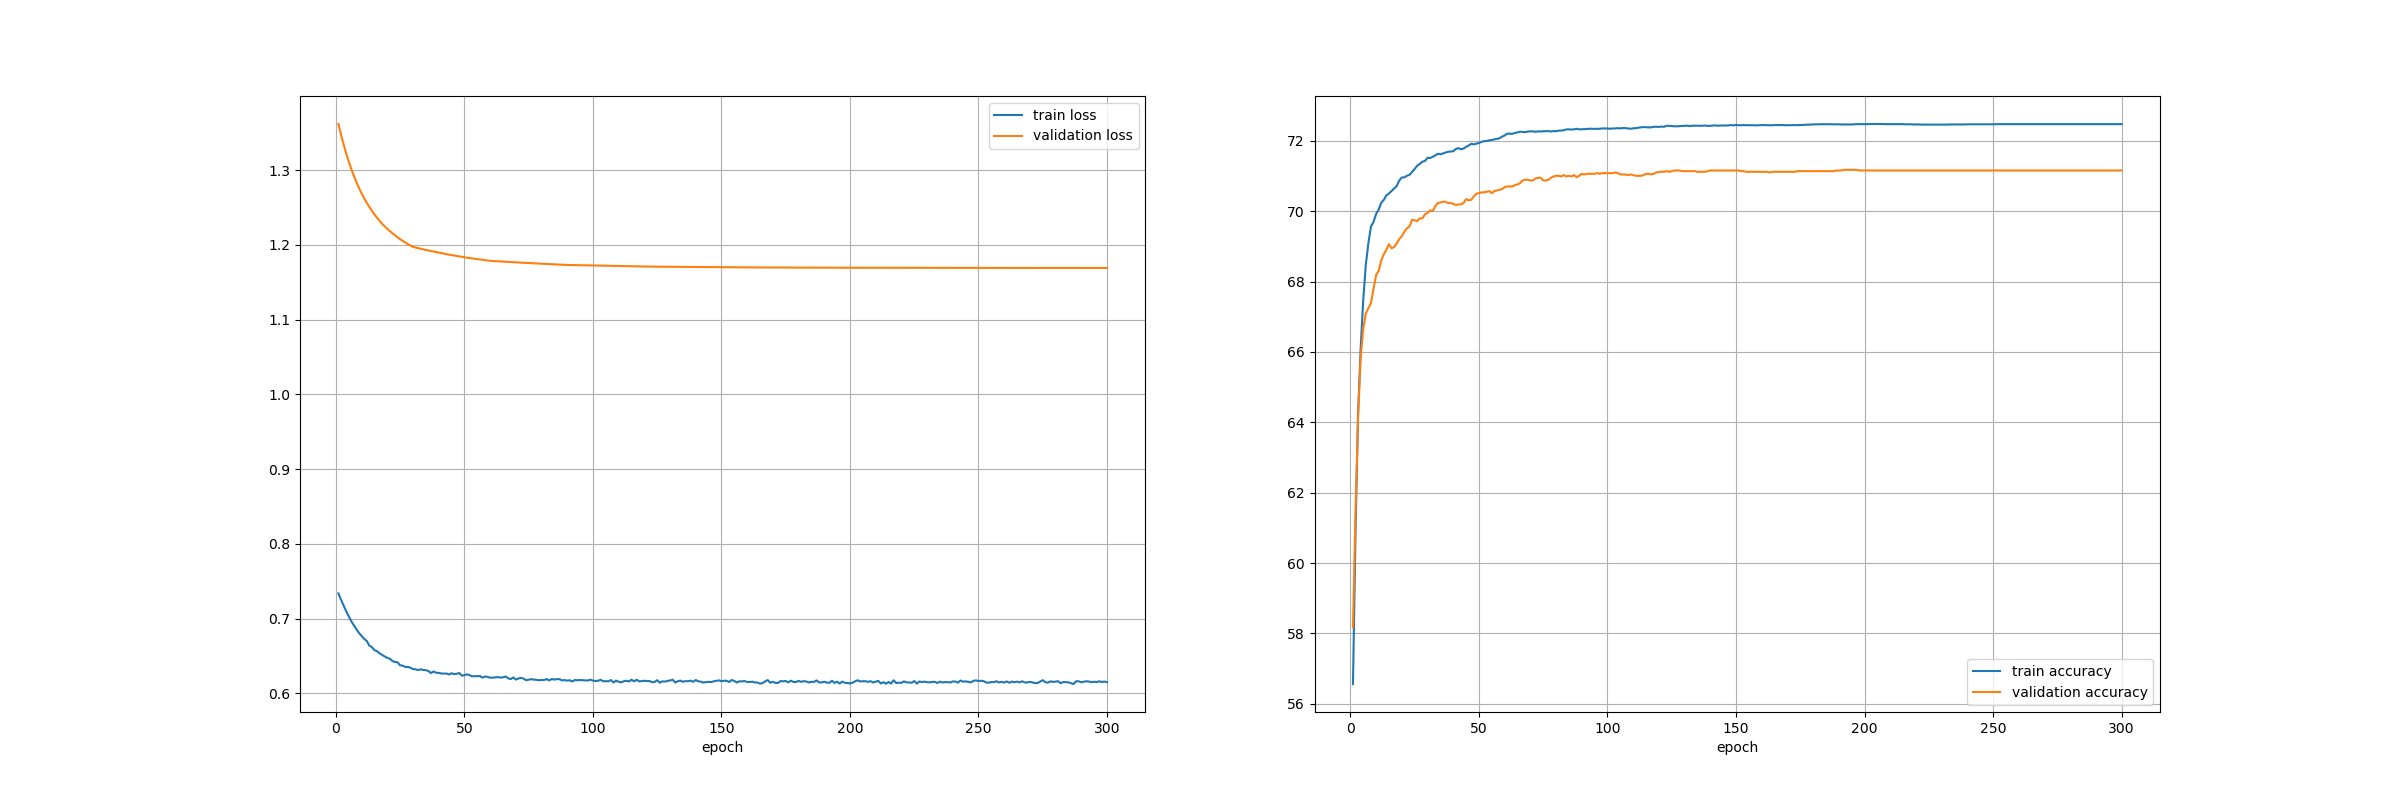 train loss
validation loss
1.3
1.2
1.1
1.0
0.9
0.8
0.7
0.6
0 50 100 150 200 250 300
epoch
72
70
68
66
64
62
60
58
56
train accuracy
validation accuracy
0 50 100 150 200 250 300
epoch